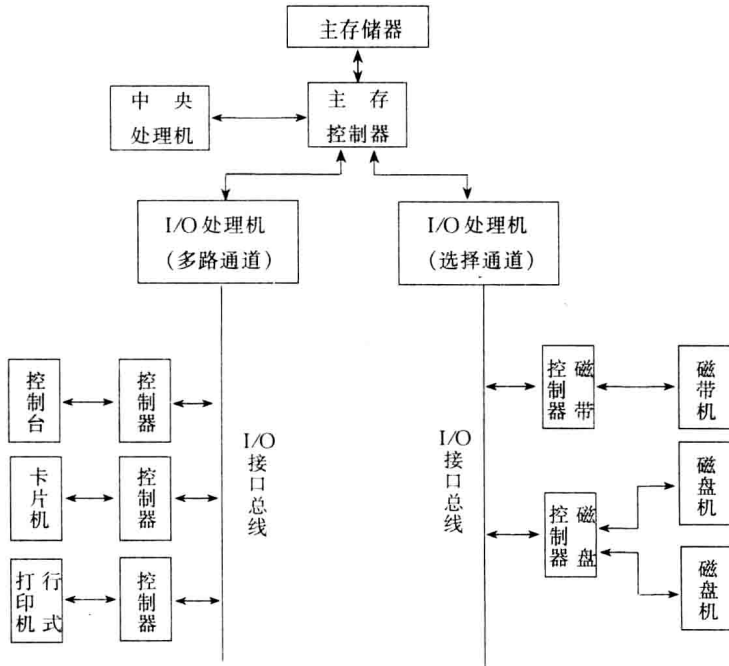 主存储器
中央
处理机
主存
控制器
I/O 处理机
(多路通道)
I/O 处理机
(选择通道)
控制台
控制器
卡片机
控制器
行式
打印机
控制器
I/O
接口总线
I/O
接口总线
磁带
控制器
磁带机
磁盘
控制器
磁盘机
磁盘机